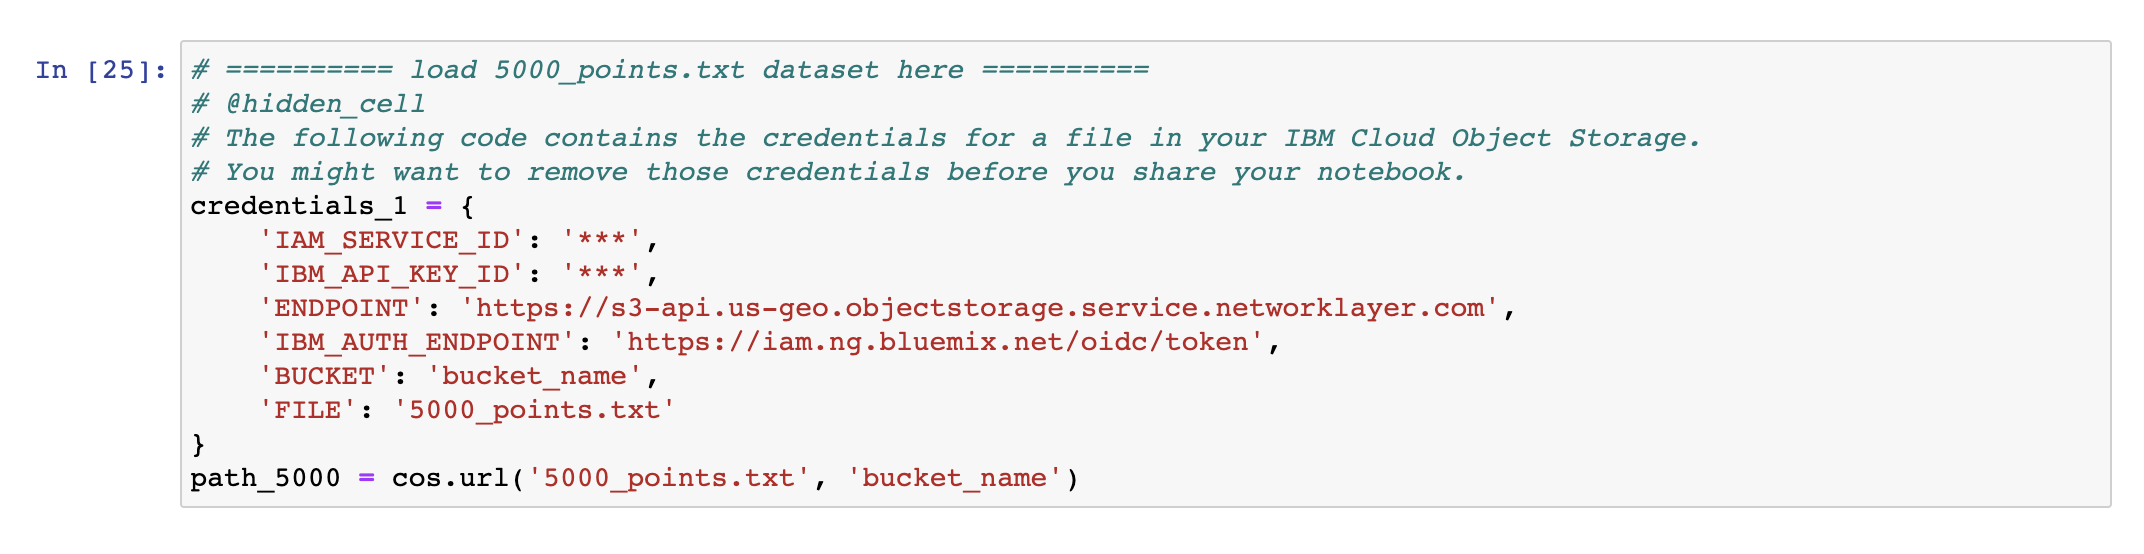 In [25]: # ========== load 5000_points.txt dataset here ==========
# @hidden_cell
# The following code contains the credentials for a file in your IBM Cloud Object Storage.
# You might want to remove those credentials before you share your notebook.
credentials_1 = {
    'IAM_SERVICE_ID': '***',
    'IBM_API_KEY_ID': '***',
    'ENDPOINT': 'https://s3-api.us-geo.objectstorage.service.networklayer.com',
    'IBM_AUTH_ENDPOINT': 'https://iam.ng.bluemix.net/oidc/token',
    'BUCKET': 'bucket_name',
    'FILE': '5000_points.txt'
}
path_5000 = cos.url('5000_points.txt', 'bucket_name')